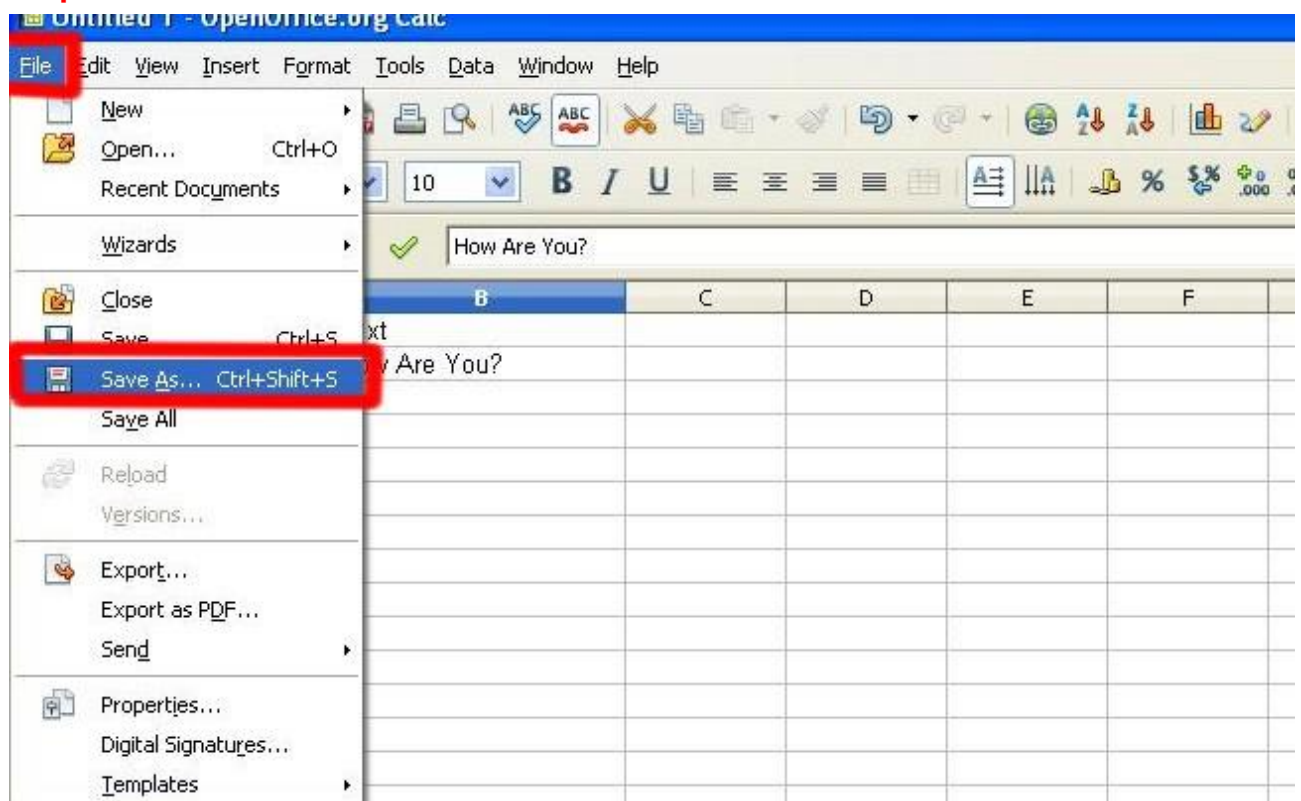 Untitled 1 - OpenOffice.org Calc
File Edit View Insert Format Tools Data Window Help
New
ABC ABC
Open... Ctrl+O
Recent Documents
10 B I U
Wizards
How Are You?
Close
B C D E F
Save Ctrl+S
xt
Are You?
Save As... Ctrl+Shift+S
Save All
Reload
Versions...
Export...
Export as PDF...
Send
Properties...
Digital Signatures...
Templates